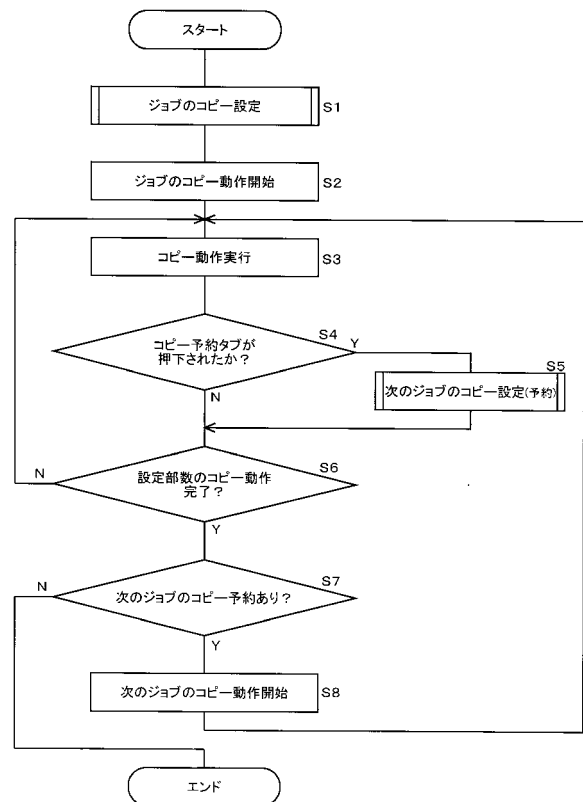 スタート
ジョブのコピー設定
S1
ジョブのコピー動作開始
S2
コピー動作実行
S3
コピー予約タブが
押下されたか？
S4
Y
N
次のジョブのコピー設定(予約)
S5
設定部数のコピー動作
完了？
S6
N
Y
次のジョブのコピー予約あり？
S7
N
Y
次のジョブのコピー動作開始
S8
エンド